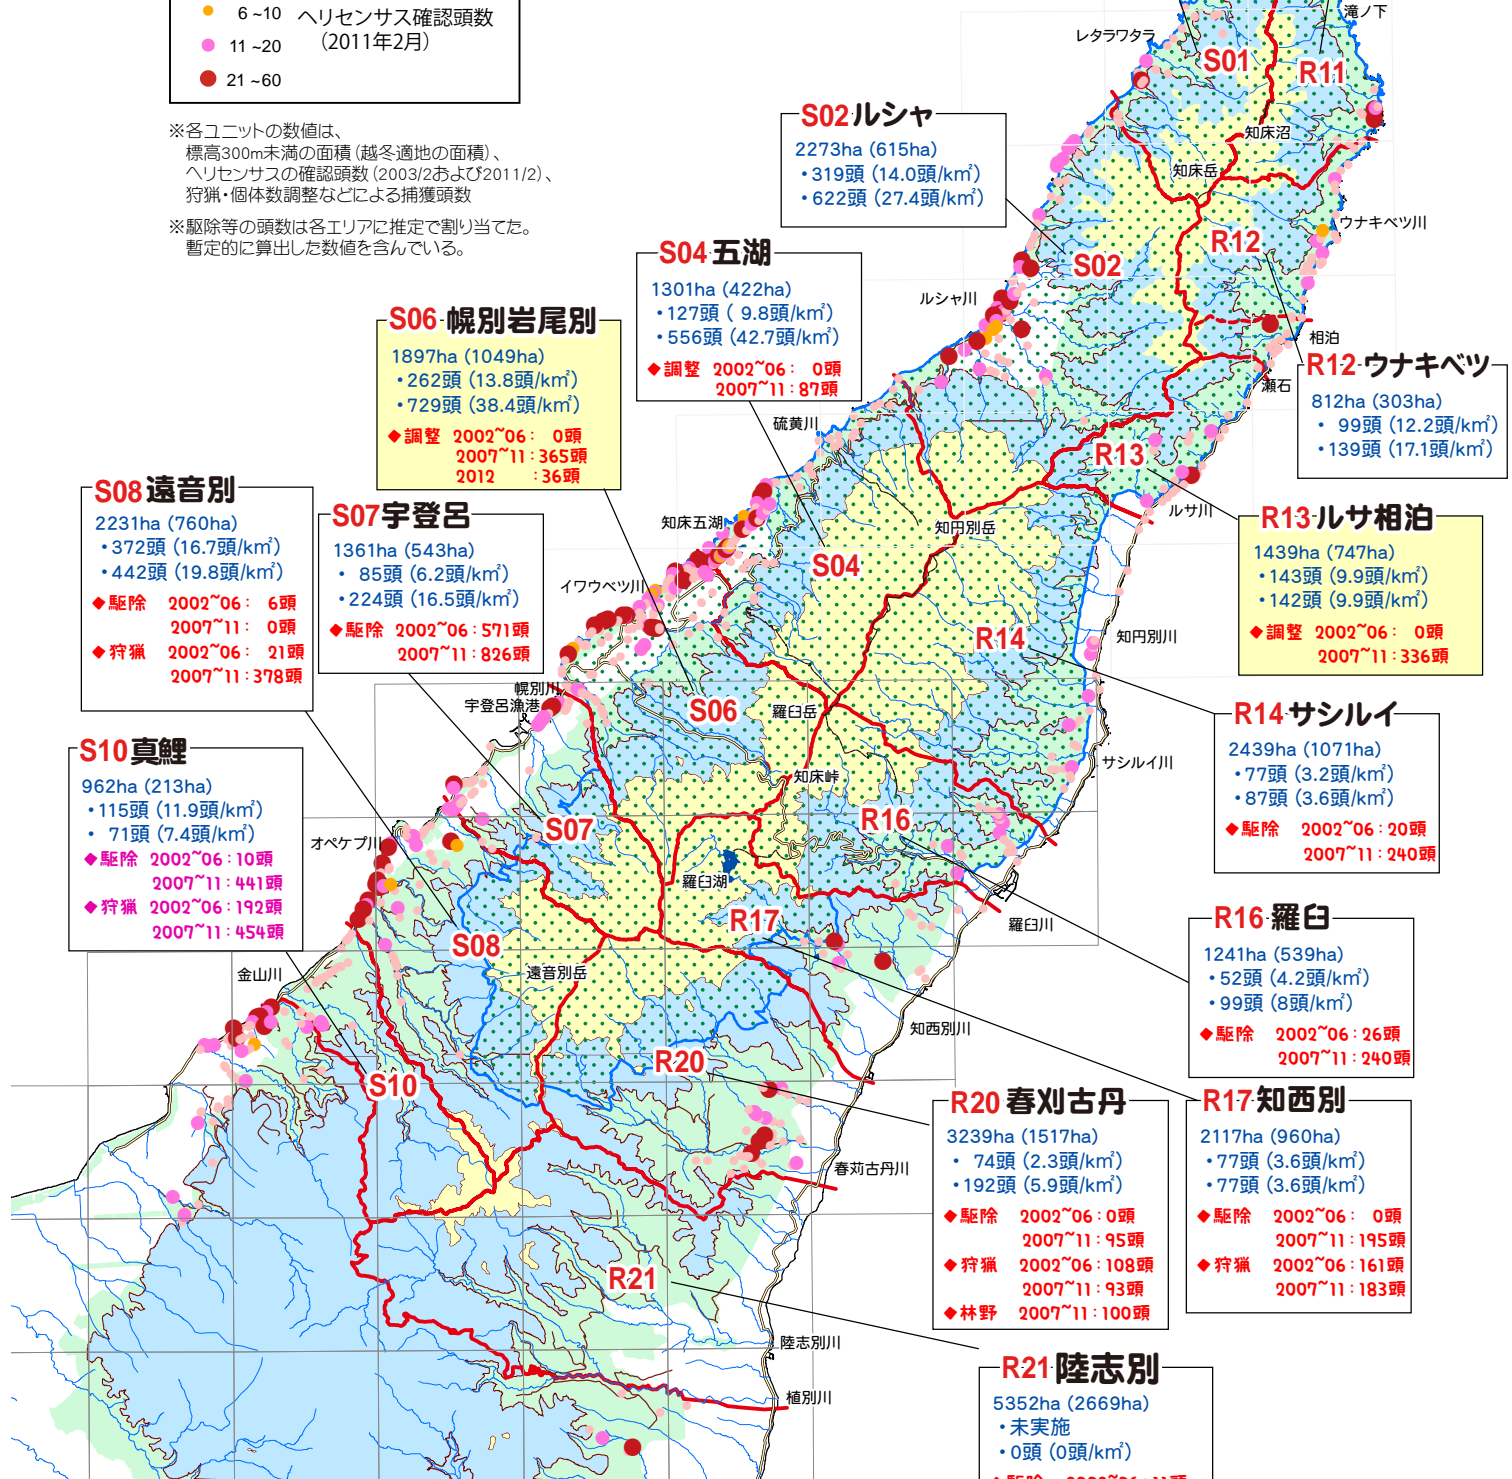 6 ~10
ヘリセンサス確認頭数
（2011年2月）
11 ~20
21 ~60
※各ユニットの数値は、
標高300m未満の面積（越冬適地の面積）、
ヘリセンサスの確認頭数（2003/2および2011/2）、
狩猟・個体数調整などによる捕獲頭数
※駆除等の頭数は各エリアに推定で割り当てた。
暫定的に算出した数値を含んでいる。
滝ノ下
レタラワタラ
S01
R11
知床沼
知床岳
ウナキベツ川
R12
S02
ルシャ川
相泊
瀬石
硫黄川
R13
ルサ川
知円別岳
知床五湖
S04
イワウベツ川
R14
知円別川
幌別川
宇登呂漁港
S06
羅臼岳
サシルイ川
知床峠
S07
R16
オペケプ川
羅臼湖
R17
羅臼川
S08
遠音別岳
金山川
知西別川
R20
S10
春苅古丹川
R21
陸志別川
植別川
S02ルシャ
2273ha (615ha)
・319頭 (14.0頭/k㎡)
・622頭 (27.4頭/k㎡)
S04 五湖
1301ha (422ha)
・127頭 ( 9.8頭/k㎡)
・556頭 (42.7頭/k㎡)
◆調整 2002~06： 0頭
2007~11：87頭
S06 幌別岩尾別
1897ha (1049ha)
・262頭 (13.8頭/k㎡)
・729頭 (38.4頭/k㎡)
◆調整 2002~06： 0頭
2007~11：365頭
2012 ：36頭
S08遠音別
2231ha (760ha)
・372頭 (16.7頭/k㎡)
・442頭 (19.8頭/k㎡)
◆駆除 2002~06： 6頭
2007~11： 0頭
◆狩猟 2002~06： 21頭
2007~11：378頭
S07宇登呂
1361ha (543ha)
・ 85頭 (6.2頭/k㎡)
・224頭 (16.5頭/k㎡)
◆駆除 2002~06：571頭
2007~11：826頭
S10真鯉
962ha (213ha)
・115頭 (11.9頭/k㎡)
・ 71頭 (7.4頭/k㎡)
◆駆除 2002~06：10頭
2007~11：441頭
◆狩猟 2002~06：192頭
2007~11：454頭
R12ウナキベツ
812ha (303ha)
・ 99頭 (12.2頭/k㎡)
・139頭 (17.1頭/k㎡)
R13ルサ相泊
1439ha (747ha)
・143頭 (9.9頭/k㎡)
・142頭 (9.9頭/k㎡)
◆調整 2002~06： 0頭
2007~11：336頭
R14サシルイ
2439ha (1071ha)
・77頭 (3.2頭/k㎡)
・87頭 (3.6頭/k㎡)
◆駆除 2002~06：20頭
2007~11：240頭
R16羅臼
1241ha (539ha)
・52頭 (4.2頭/k㎡)
・99頭 (8頭/k㎡)
◆駆除 2002~06：26頭
2007~11：240頭
R20 春刈古丹
3239ha (1517ha)
・ 74頭 (2.3頭/k㎡)
・192頭 (5.9頭/k㎡)
◆駆除 2002~06：0頭
2007~11：95頭
◆狩猟 2002~06：108頭
2007~11：93頭
◆林野 2007~11：100頭
R17知西別
2117ha (960ha)
・77頭 (3.6頭/k㎡)
・77頭 (3.6頭/k㎡)
◆駆除 2002~06： 0頭
2007~11：195頭
◆狩猟 2002~06：161頭
2007~11：183頭
R21陸志別
5352ha (2669ha)
・未実施
・0頭 (0頭/k㎡)